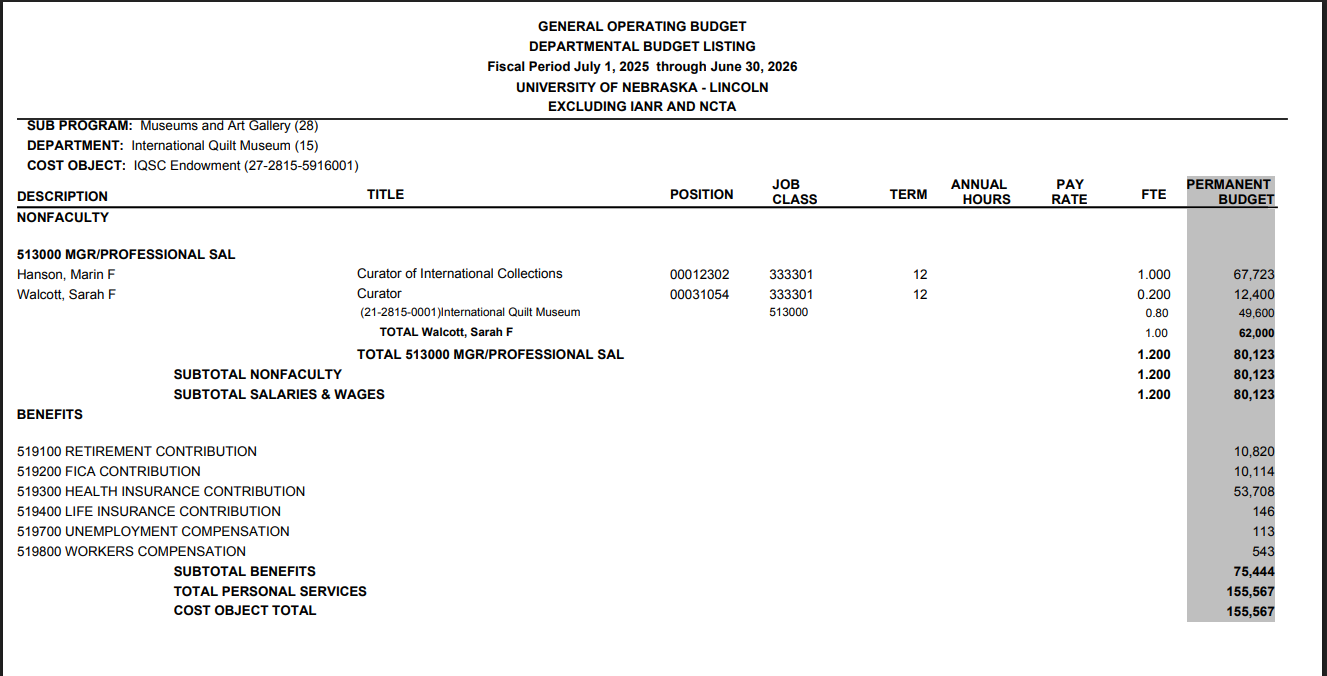 GENERAL OPERATING BUDGET
DEPARTMENTAL BUDGET LISTING
Fiscal Period July 1, 2025 through June 30, 2026
UNIVERSITY OF NEBRASKA - LINCOLN
EXCLUDING IANR AND NCTA
SUB PROGRAM: Museums and Art Gallery (28)
DEPARTMENT: International Quilt Museum (15)
COST OBJECT: IQSC Endowment (27-2815-5916001)
DESCRIPTION TITLE POSITION JOB CLASS TERM ANNUAL HOURS PAY RATE FTE PERMANENT BUDGET
NONFACULTY
513000 MGR/PROFESSIONAL SAL
Hanson, Marin F Curator of International Collections 00012302 333301 12 1.000 67,723
Walcott, Sarah F Curator 00031054 333301 12 0.200 12,400
(21-2815-0001)International Quilt Museum 513000 0.80 49,600
TOTAL Walcott, Sarah F 1.00 62,000
TOTAL 513000 MGR/PROFESSIONAL SAL 1.200 80,123
SUBTOTAL NONFACULTY 1.200 80,123
SUBTOTAL SALARIES & WAGES 1.200 80,123
BENEFITS
519100 RETIREMENT CONTRIBUTION 10,820
519200 FICA CONTRIBUTION 10,114
519300 HEALTH INSURANCE CONTRIBUTION 53,708
519400 LIFE INSURANCE CONTRIBUTION 146
519700 UNEMPLOYMENT COMPENSATION 113
519800 WORKERS COMPENSATION 543
SUBTOTAL BENEFITS 75,444
TOTAL PERSONAL SERVICES 155,567
COST OBJECT TOTAL 155,567